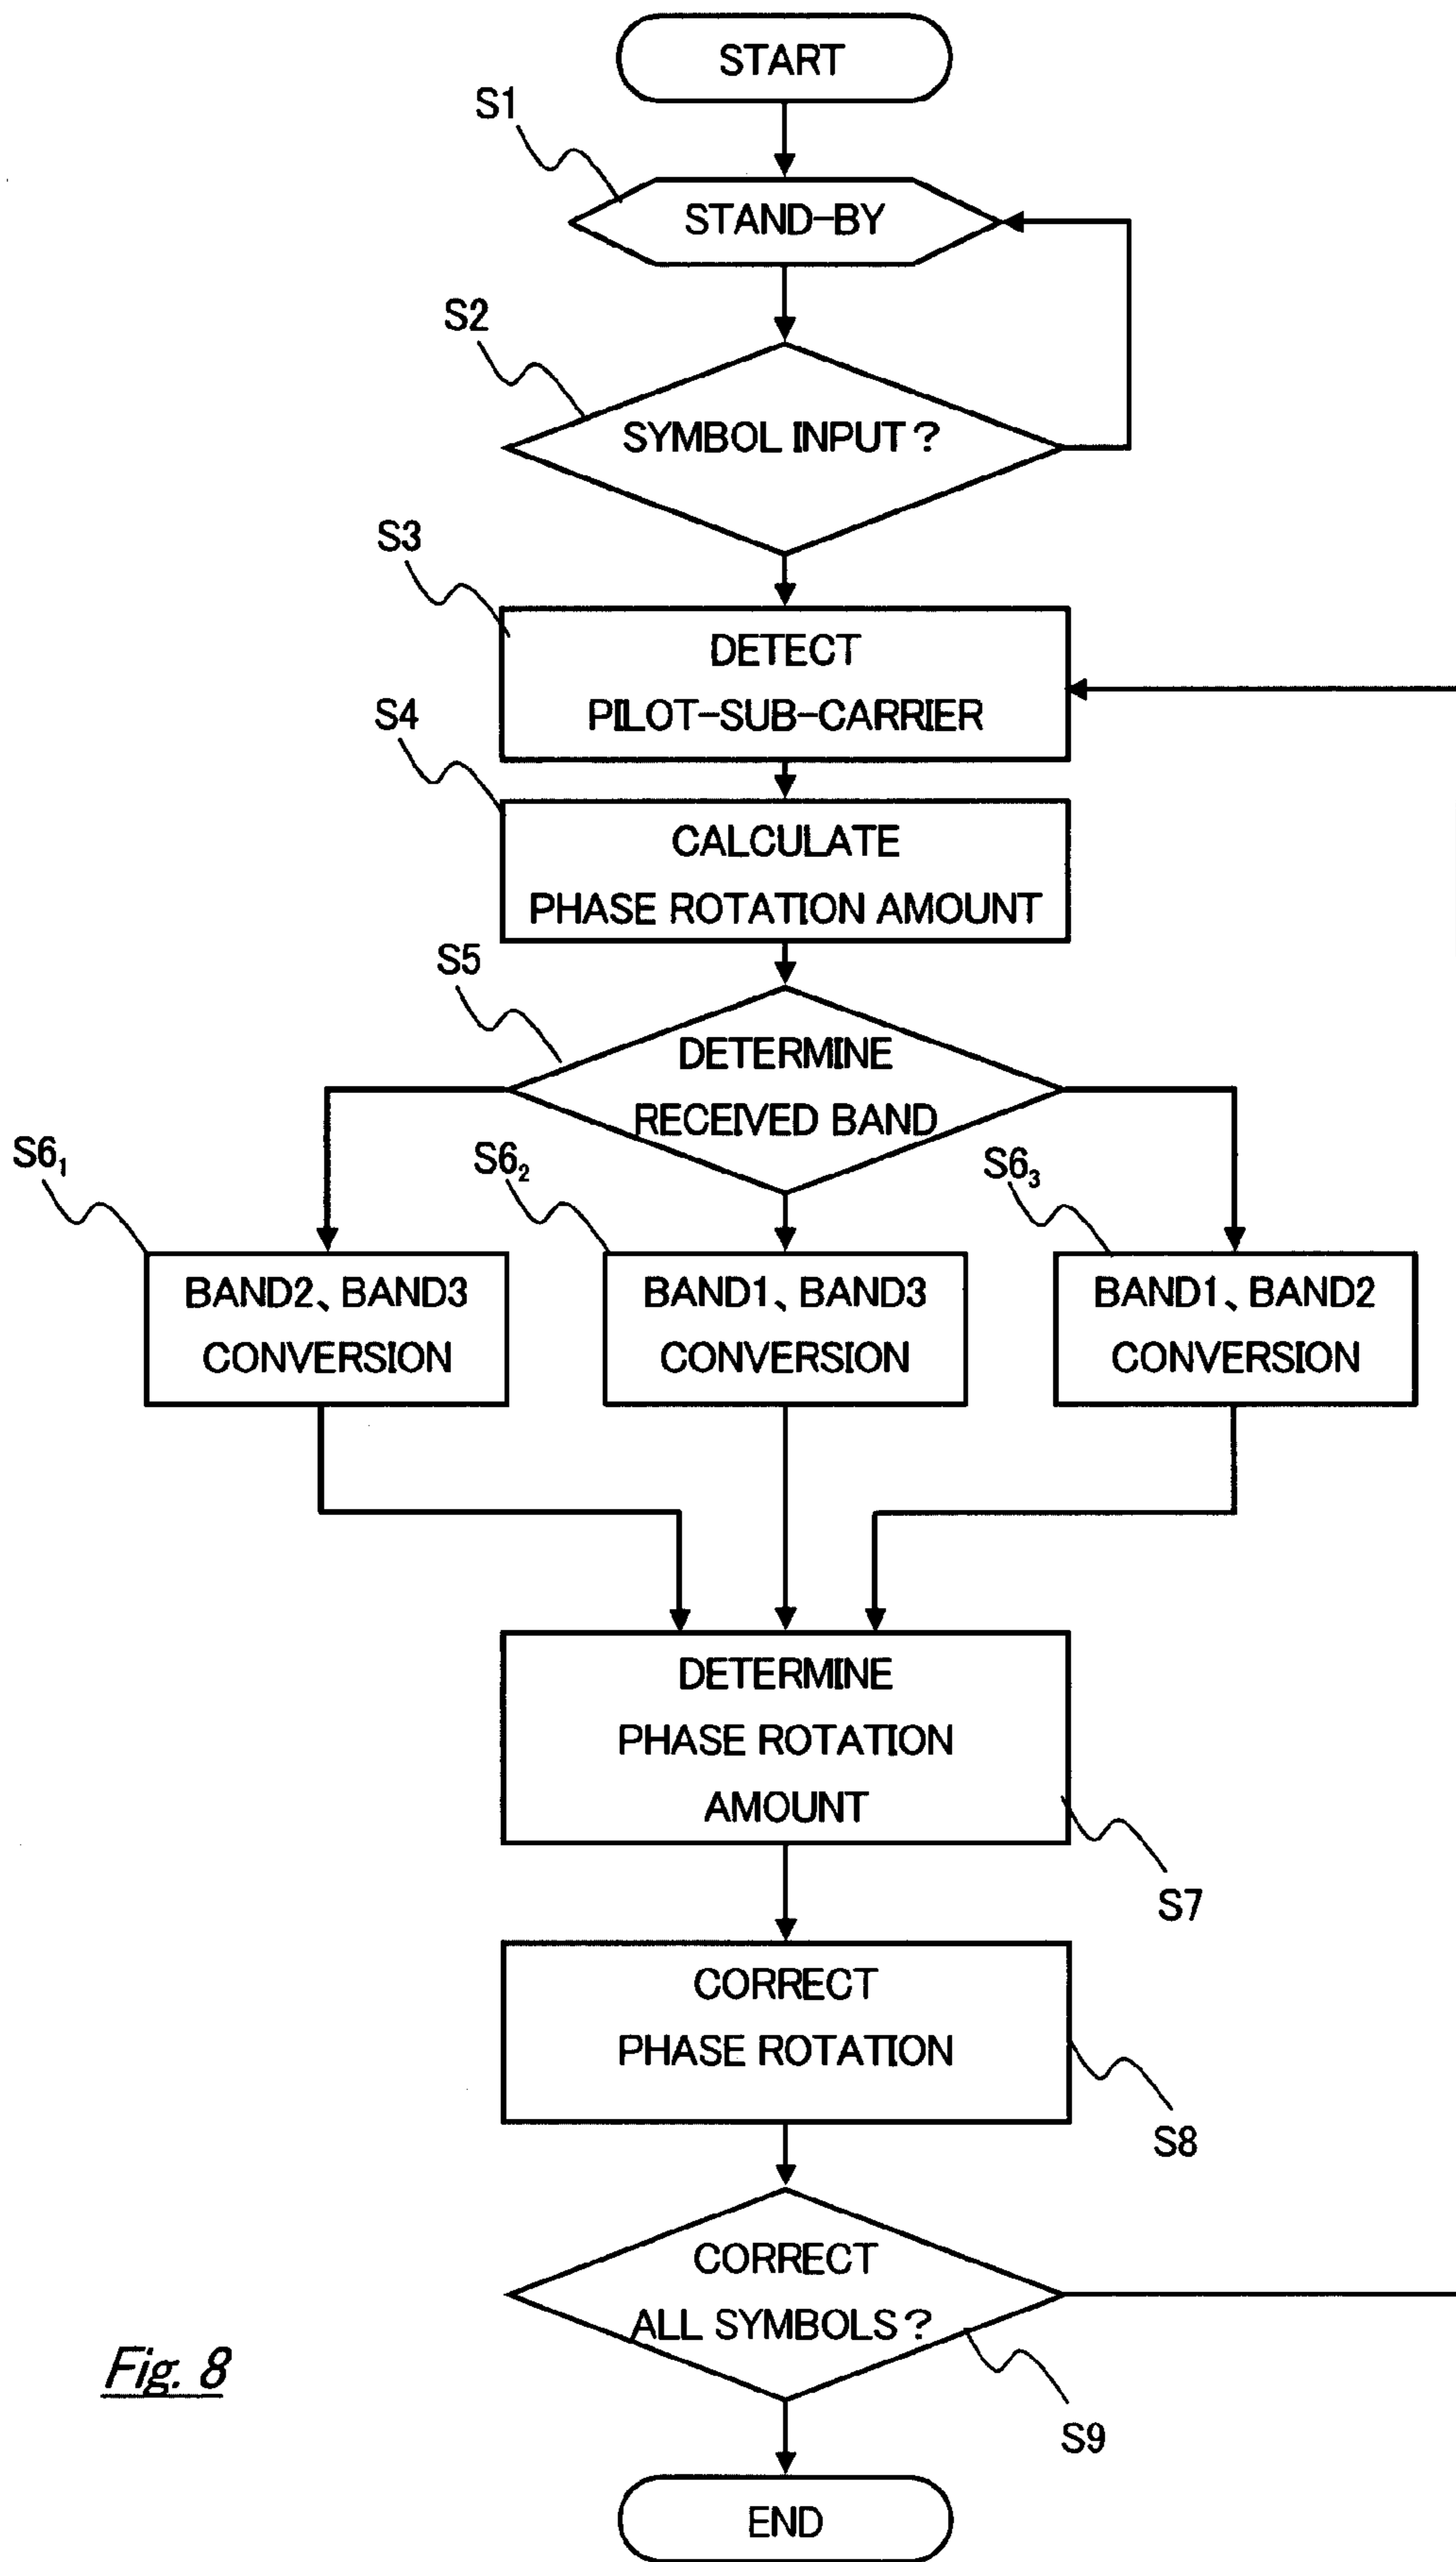 START
S1
STAND-BY
S2
SYMBOL INPUT?
S3
DETECT
PILOT-SUB-CARRIER
S4
CALCULATE
PHASE ROTATION AMOUNT
S5
DETERMINE
RECEIVED BAND
S6₁
S6₂
S6₃
BAND2、BAND3
CONVERSION
BAND1、BAND3
CONVERSION
BAND1、BAND2
CONVERSION
DETERMINE
PHASE ROTATION
AMOUNT
S7
CORRECT
PHASE ROTATION
S8
CORRECT
ALL SYMBOLS?
S9
END
Fig. 8